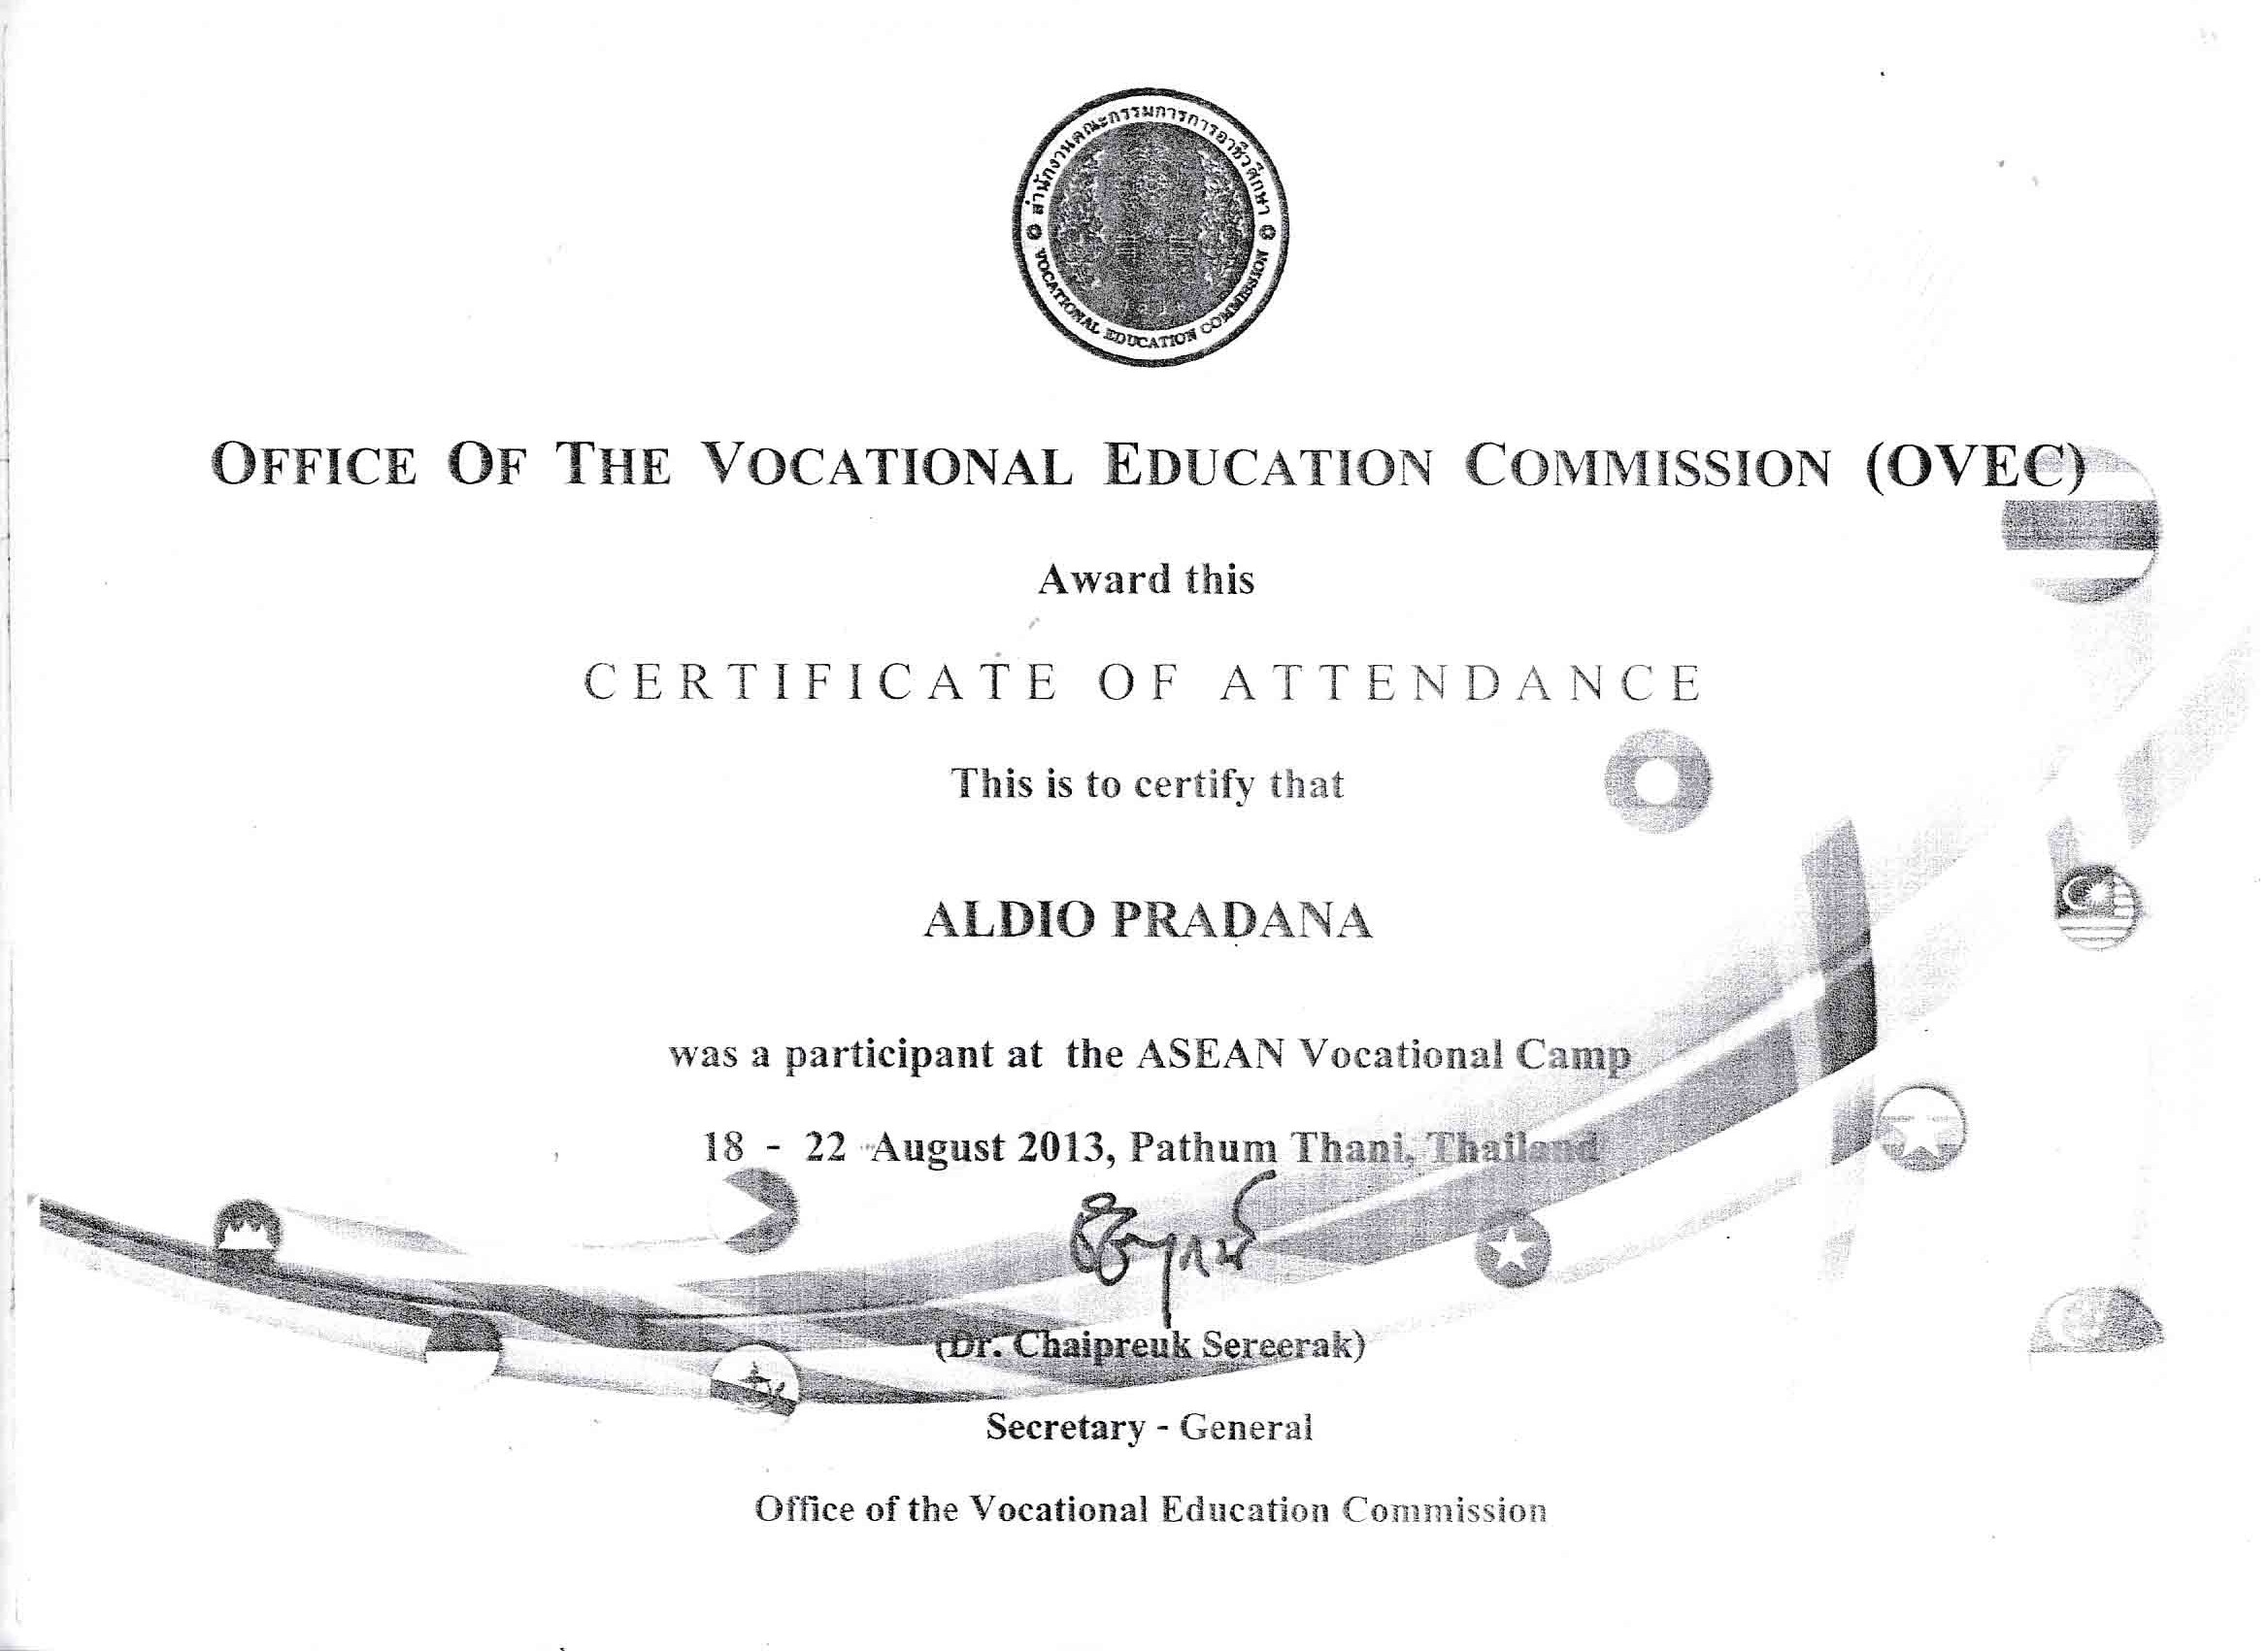 สำนักงานคณะกรรมการการอาชีวศึกษา
VOCATIONAL EDUCATION COMMISSION
OFFICE OF THE VOCATIONAL EDUCATION COMMISSION (OVEC)
Award this
CERTIFICATE OF ATTENDANCE
This is to certify that
ALDIO PRADANA
was a participant at the ASEAN Vocational Camp
18 - 22 August 2013, Pathum Thani, Thailand
(Dr. Chaipreuk Sereerak)
Secretary - General
Office of the Vocational Education Commission